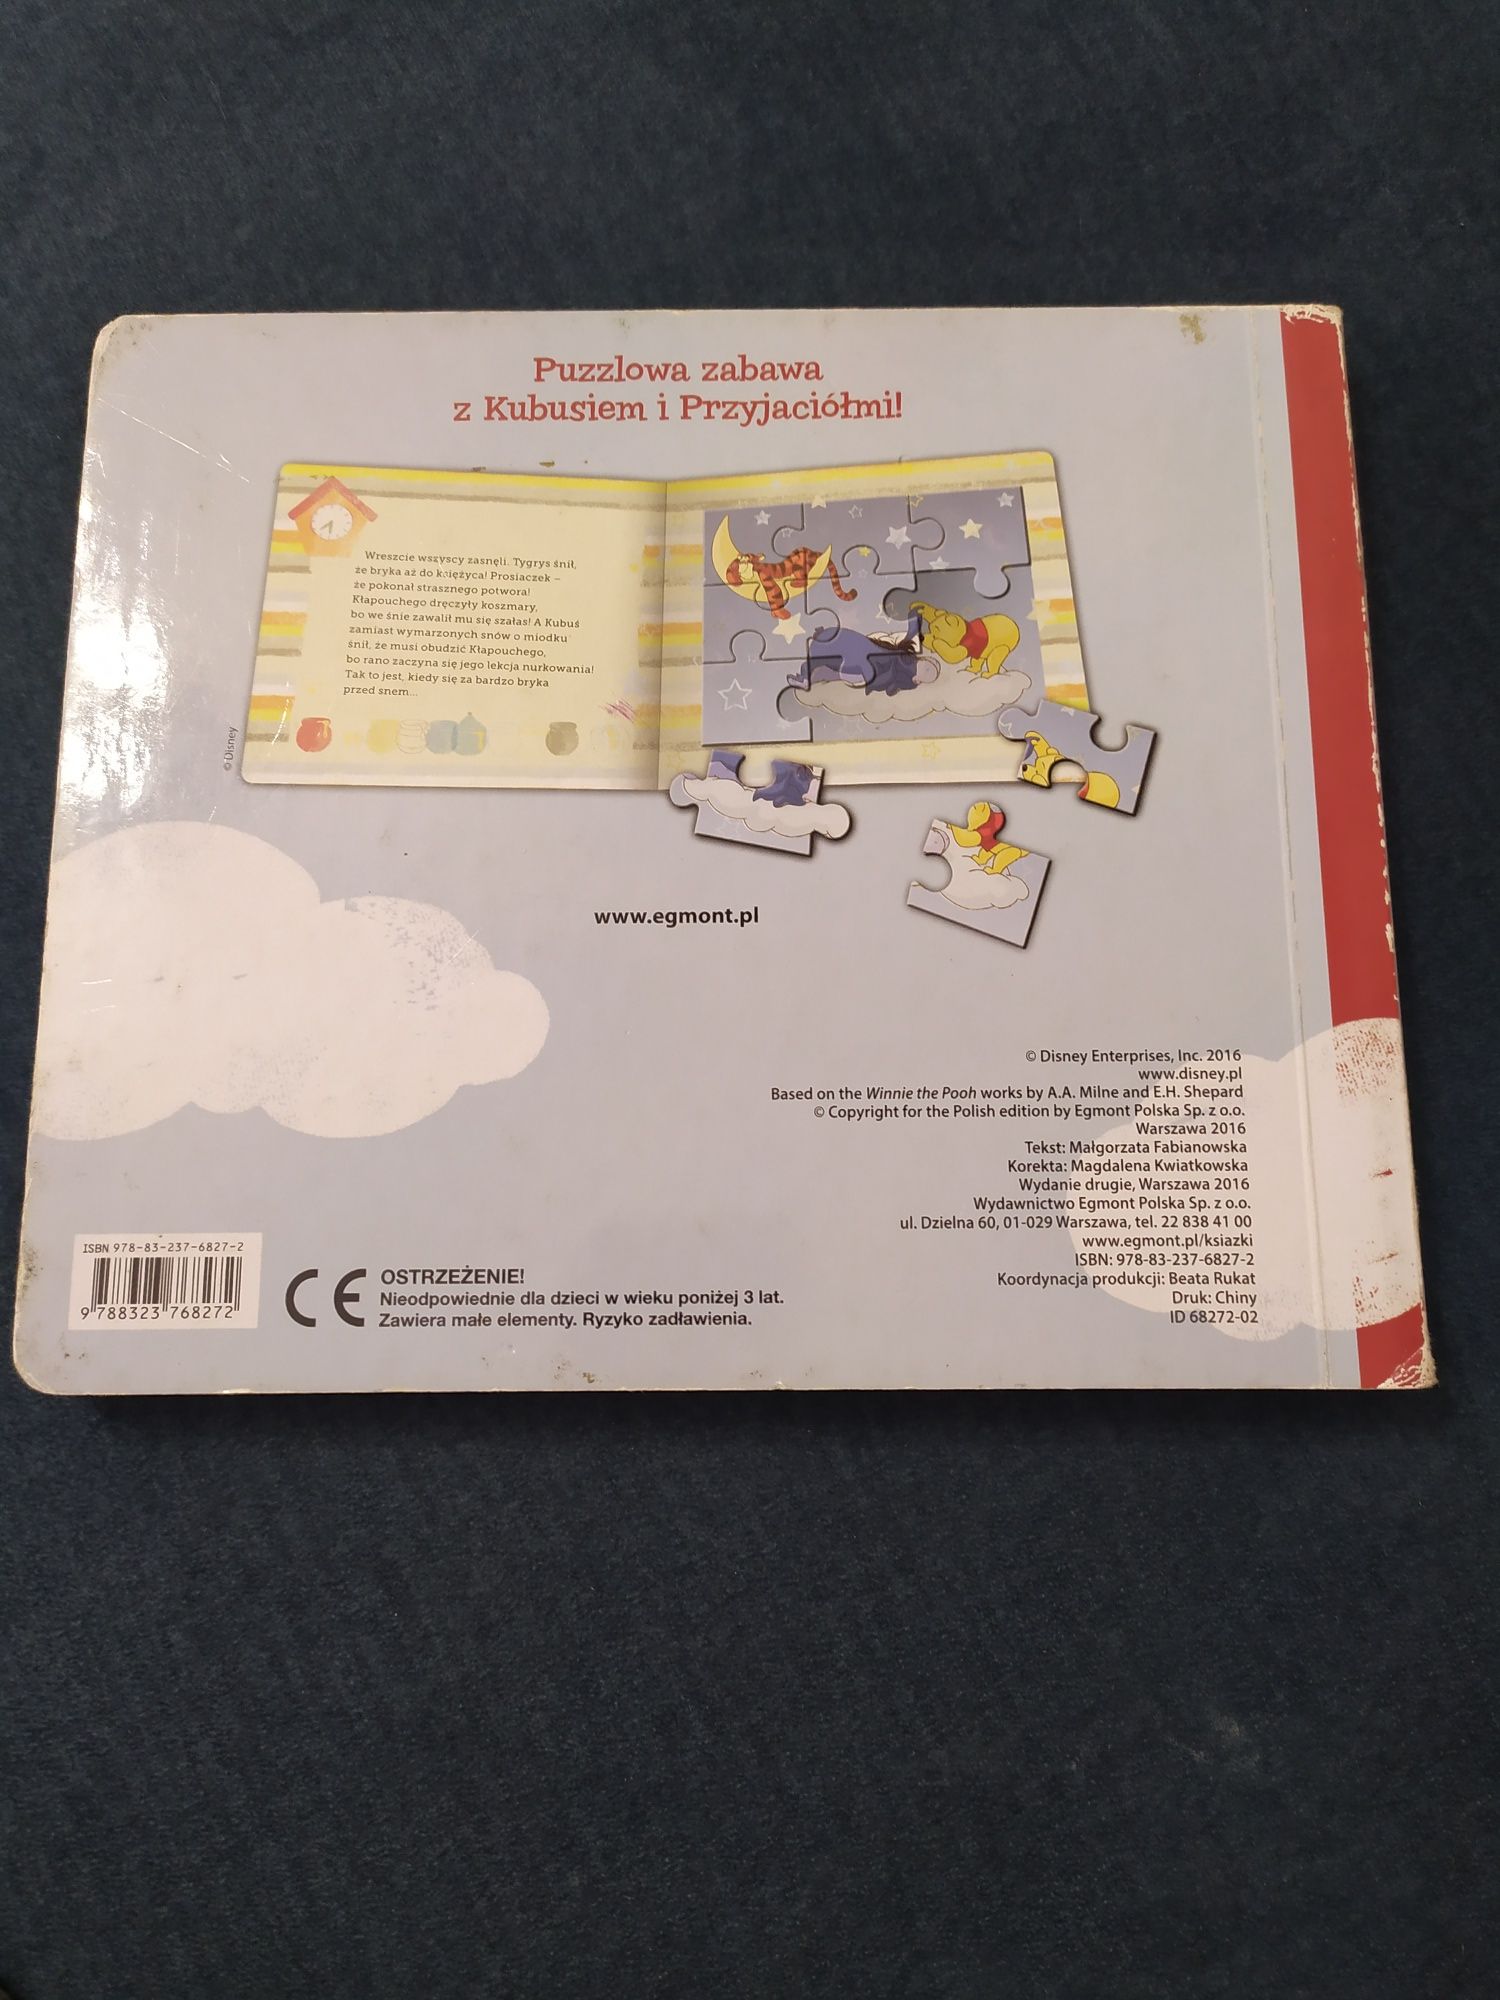 Puzzlowa zabawa
z Kubusiem i Przyjaciółmi!
Wreszcie wszyscy zasnęli. Tygrys śnił,
że bryka aż do księżyca! Prosiaczek –
że pokonał strasznego potwora!
Kłapouchego dręczyły koszmary,
bo we śnie zawalił mu się szałas! A Kubuś
zamiast wymarzonych snów o miodku
śnił, że musi obudzić Kłapouchego,
bo rano zaczyna się jego lekcja nurkowania!
Tak to jest, kiedy się za bardzo bryka
przed snem...
© Disney
www.egmont.pl
© Disney Enterprises, Inc. 2016
www.disney.pl
Based on the Winnie the Pooh works by A.A. Milne and E.H. Shepard
© Copyright for the Polish edition by Egmont Polska Sp. z o.o.
Warszawa 2016
Tekst: Małgorzata Fabianowska
Korekta: Magdalena Kwiatkowska
Wydanie drugie, Warszawa 2016
Wydawnictwo Egmont Polska Sp. z o.o.
ul. Dzielna 60, 01-029 Warszawa, tel. 22 838 41 00
www.egmont.pl/ksiazki
ISBN: 978-83-237-6827-2
Koordynacja produkcji: Beata Rukat
Druk: Chiny
ID 68272-02
ISBN 978-83-237-6827-2
9 788323 768272
CE
OSTRZEŻENIE!
Nieodpowiednie dla dzieci w wieku poniżej 3 lat.
Zawiera małe elementy. Ryzyko zadławienia.